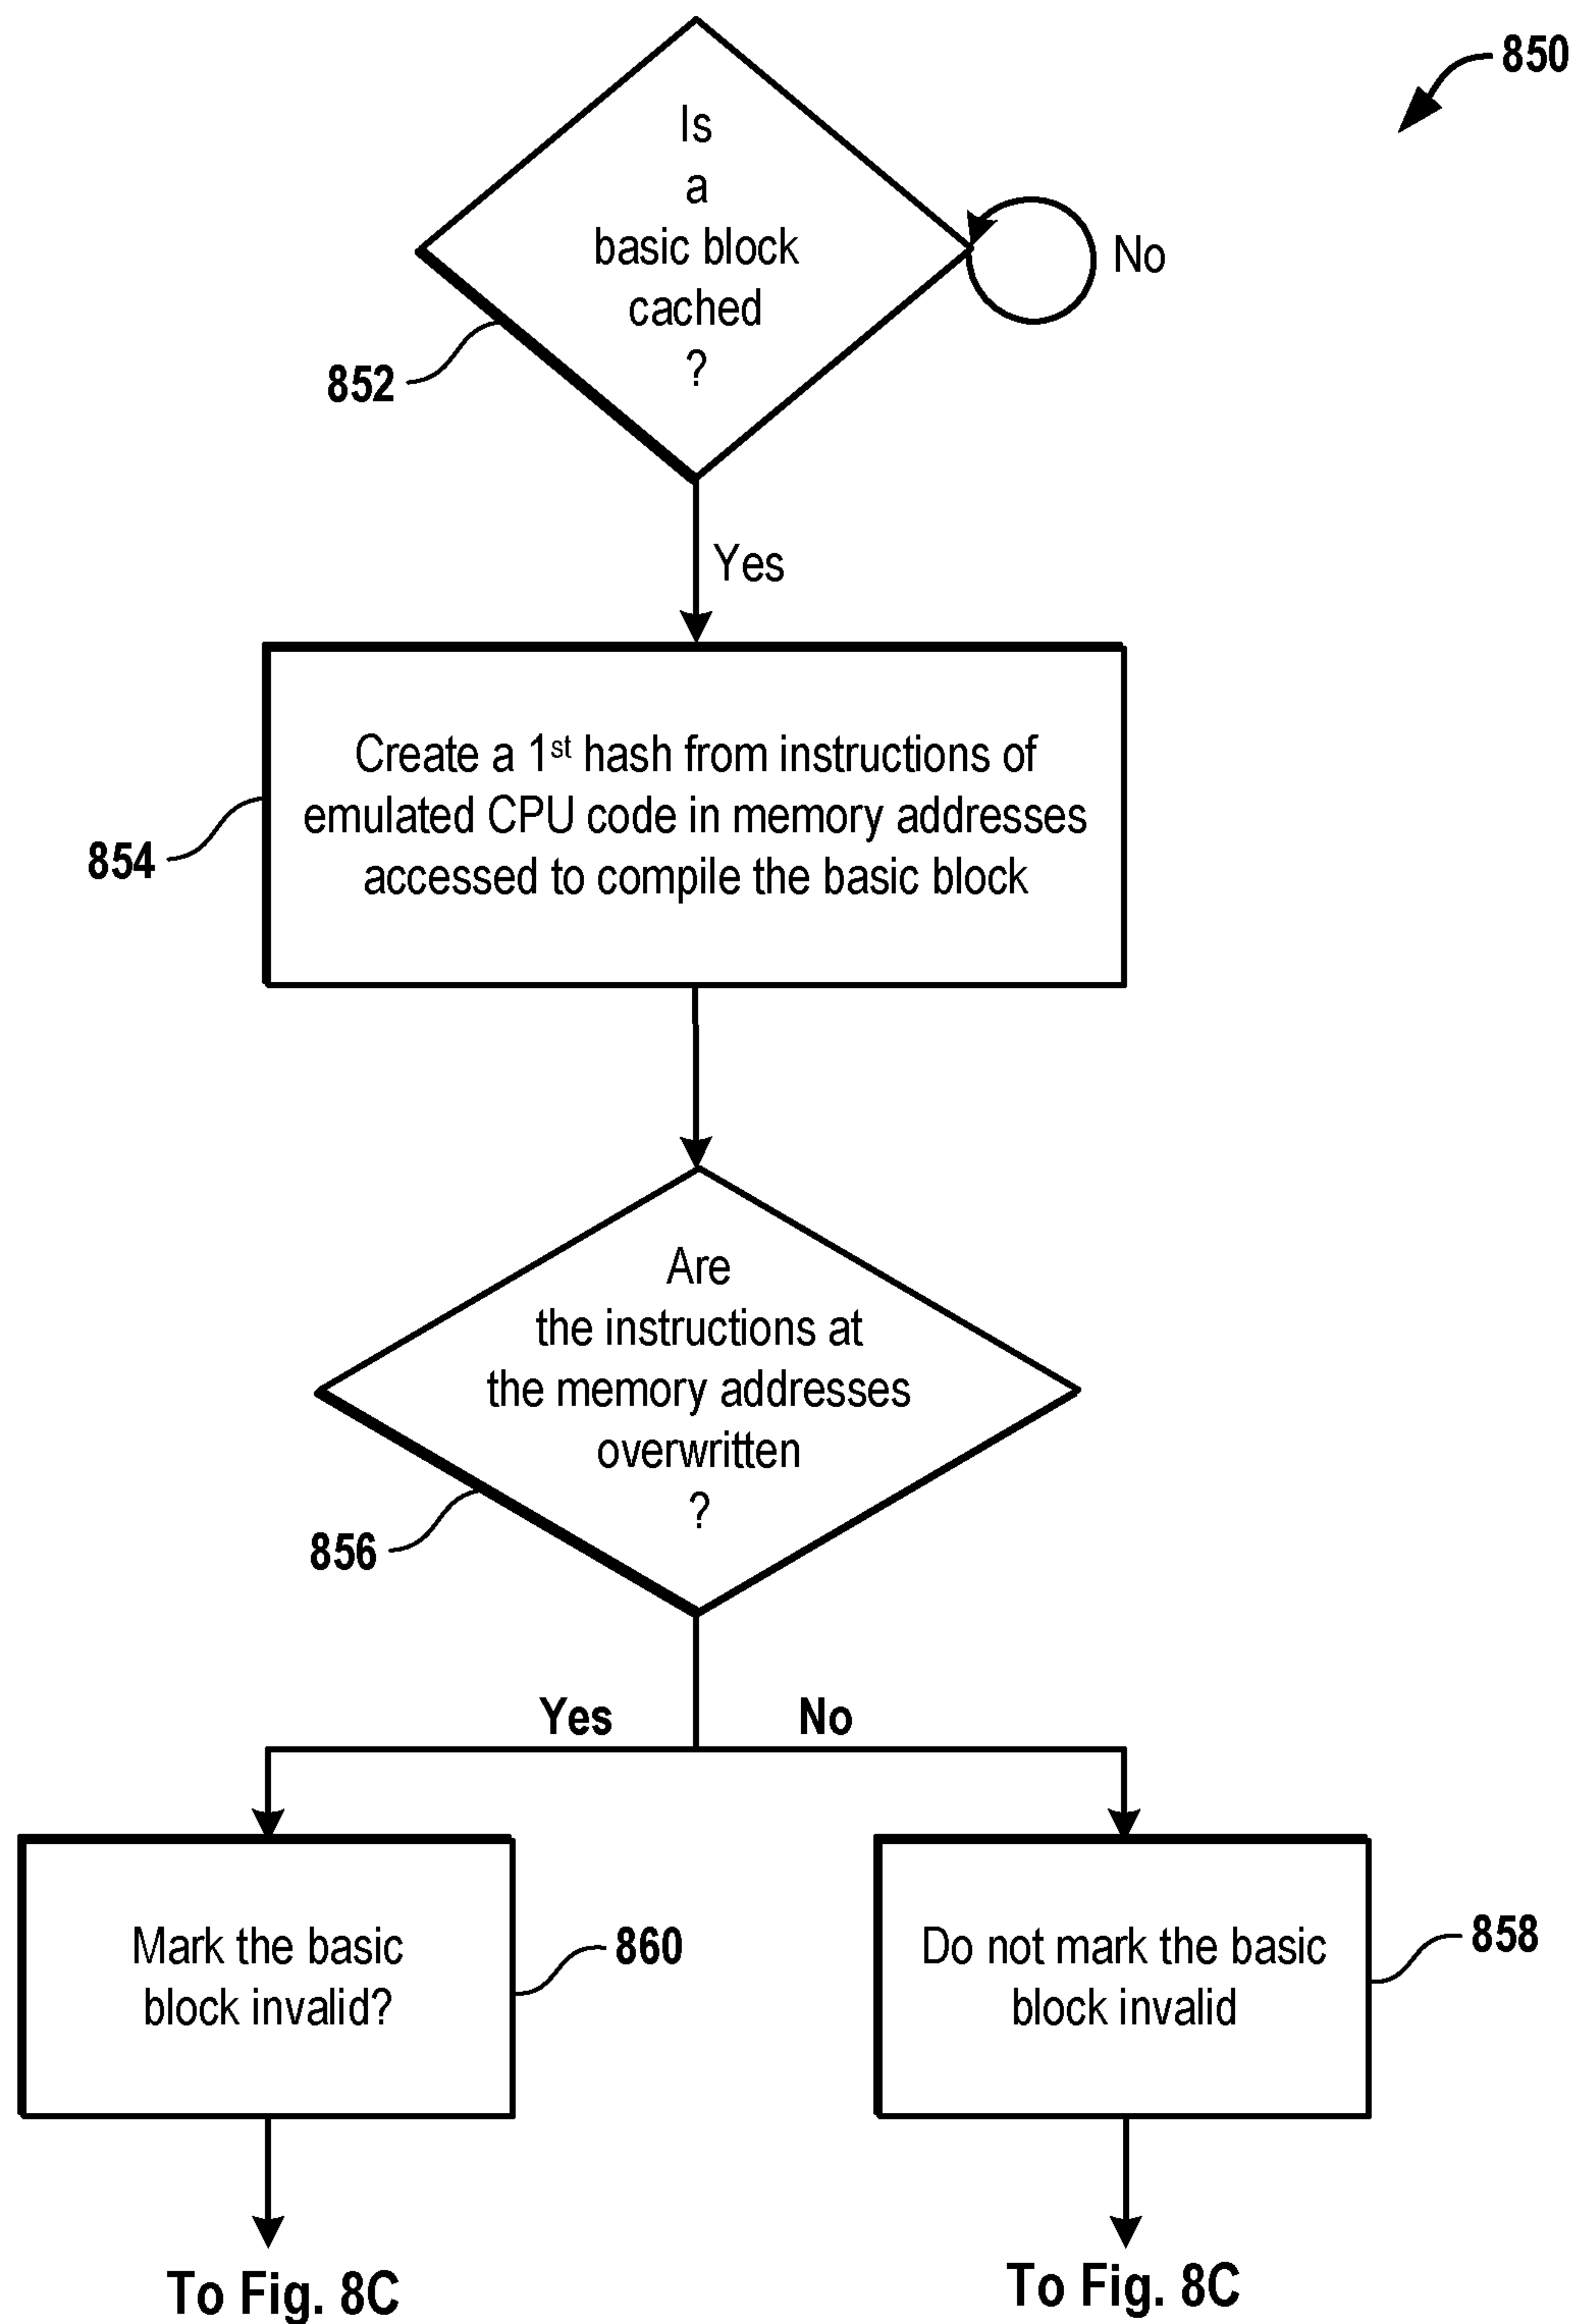 850
Is
a
basic block
cached
?
No
852
Yes
Create a 1st hash from instructions of
emulated CPU code in memory addresses
accessed to compile the basic block
854
Are
the instructions at
the memory addresses
overwritten
?
856
Yes
No
Mark the basic
block invalid?
860
Do not mark the basic
block invalid
858
To Fig. 8C
To Fig. 8C